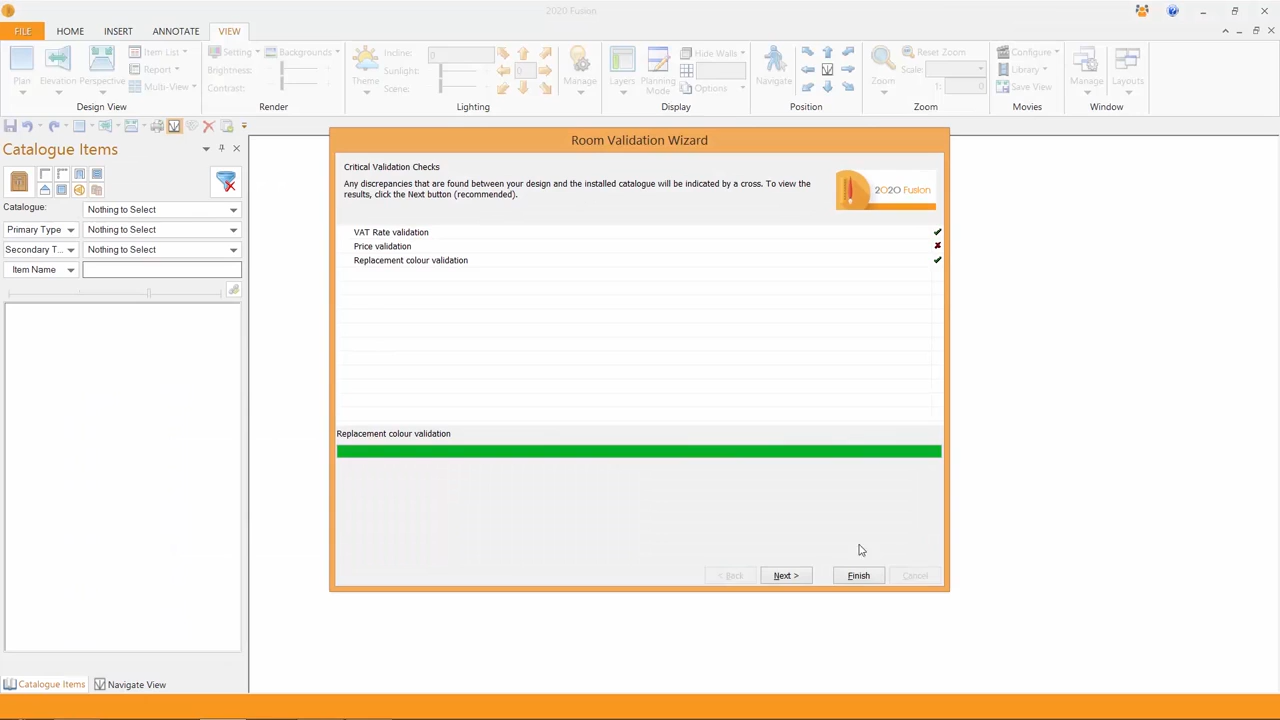 2020 Fusion
FILE HOME INSERT ANNOTATE VIEW
Item List
Report
Multi-View
Plan Elevation Perspective
Design View
Setting Backgrounds
Brightness:
Contrast:
Render
Theme
Incline: 0
Sunlight: 0
Scene:
Manage
Lighting
Layers Planning Mode
Hide Walls
Options
Display
Navigate
Position
Zoom
Reset Zoom
Scale:
1: 0
Zoom
Configure
Library
Save View
Movies
Manage Layouts
Window
Catalogue Items
Catalogue: Nothing to Select
Primary Type Nothing to Select
Secondary T... Nothing to Select
Item Name
Room Validation Wizard
Critical Validation Checks
Any discrepancies that are found between your design and the installed catalogue will be indicated by a cross. To view the
results, click the Next button (recommended).
2020 Fusion
VAT Rate validation
Price validation
Replacement colour validation
Replacement colour validation
< Back Next > Finish Cancel
Catalogue Items Navigate View